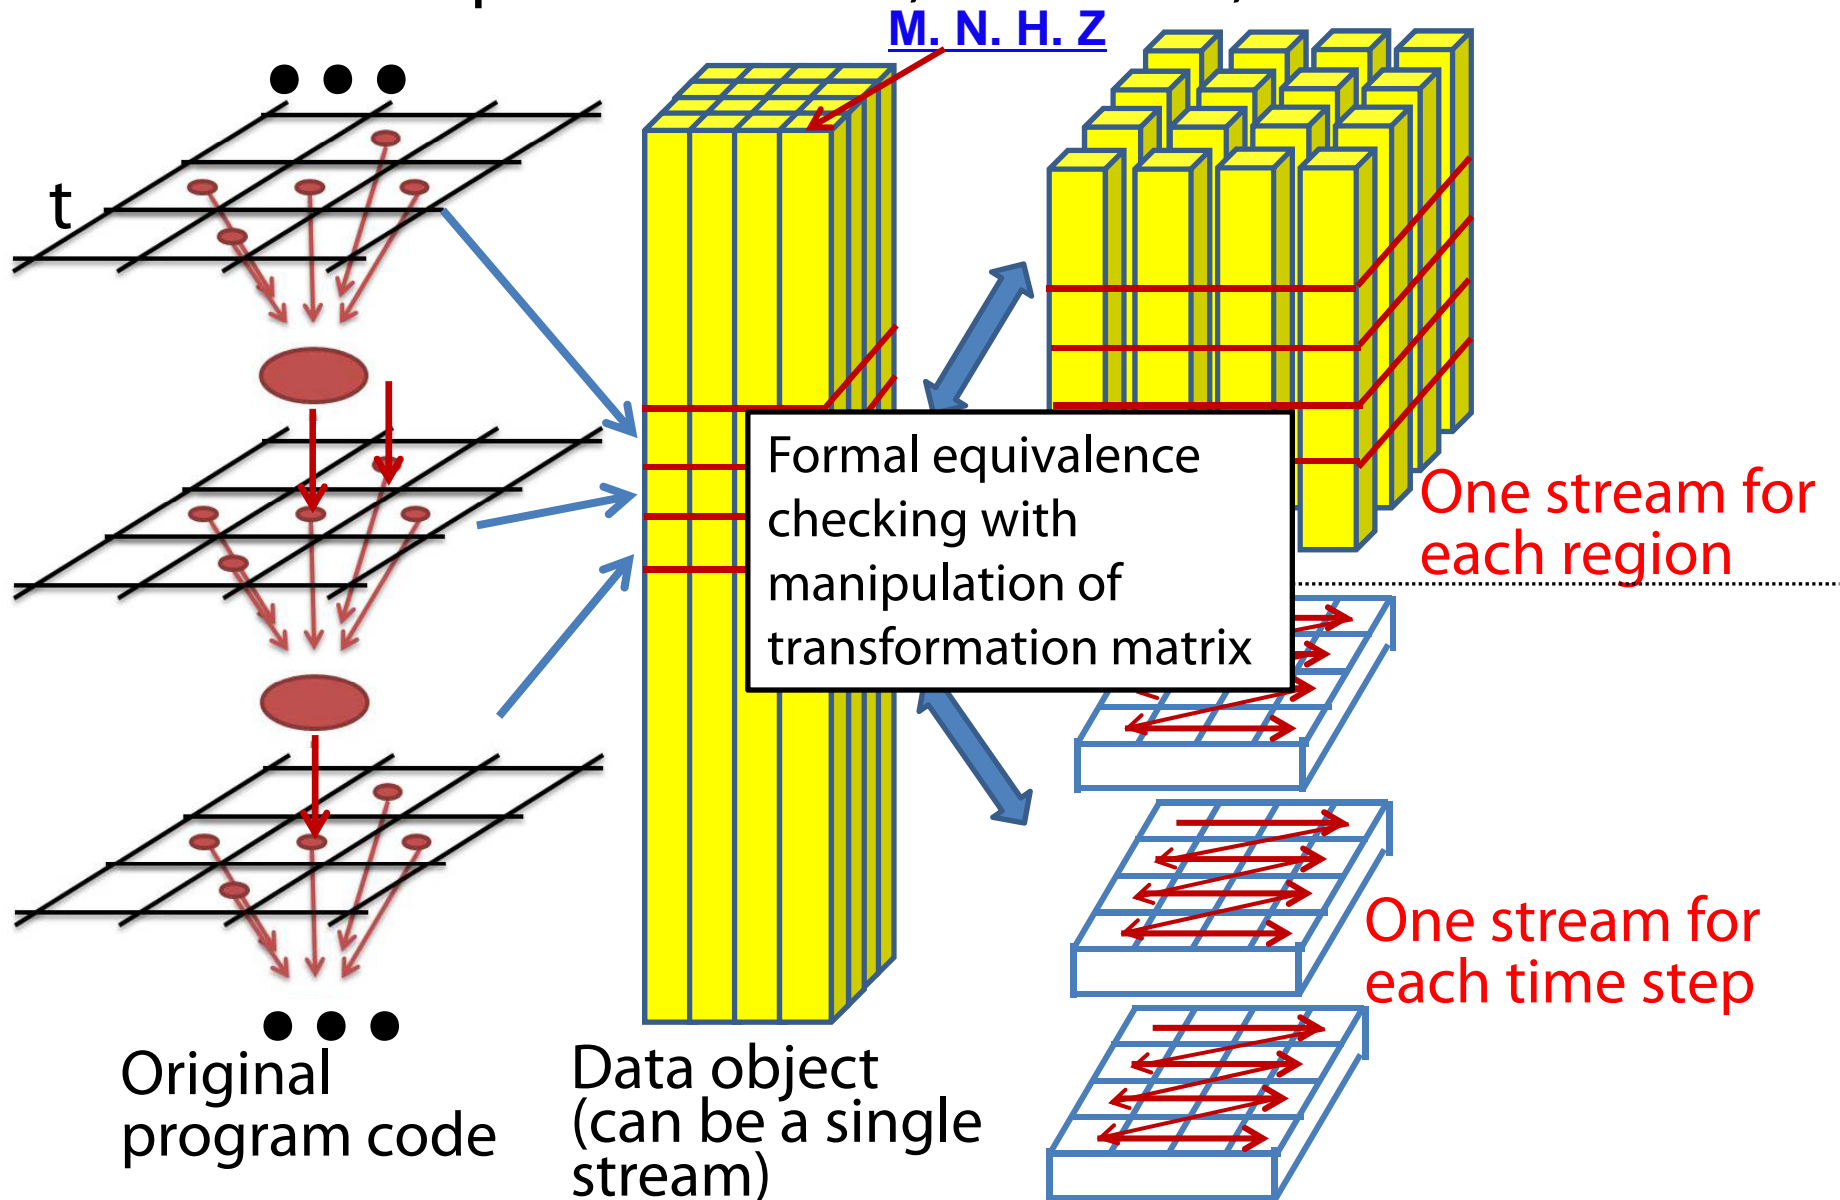 M. N. H. Z
t
Formal equivalence
checking with
manipulation of
transformation matrix
One stream for
each region
One stream for
each time step
Original
program code
Data object
(can be a single
stream)